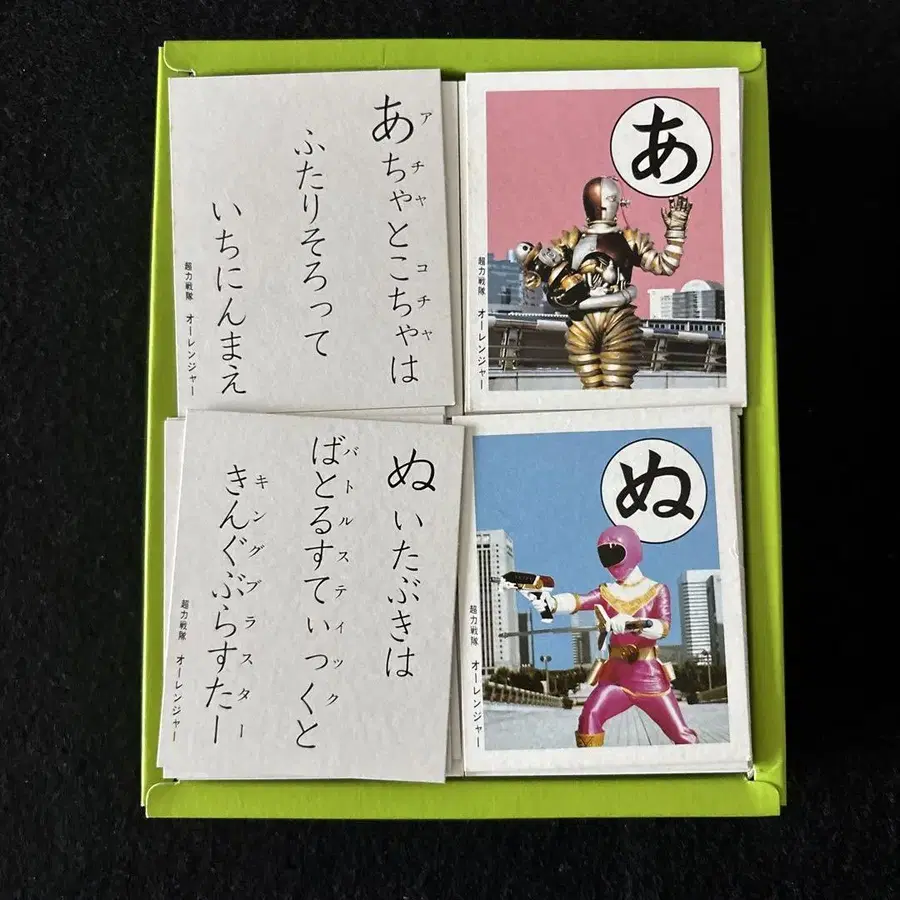 あちゃとこちゃは
アチャ コチャ
ふたりそろって
いちにんまえ
超力戦隊 オーレンジャー
あ
超力戦隊 オーレンジャー
ぬいたぶきは
ばとるすてぃっくと
バトルスティック
きんぐぶらすたー
キングブラスター
超力戦隊 オーレンジャー
ぬ
超力戦隊 オーレンジャー